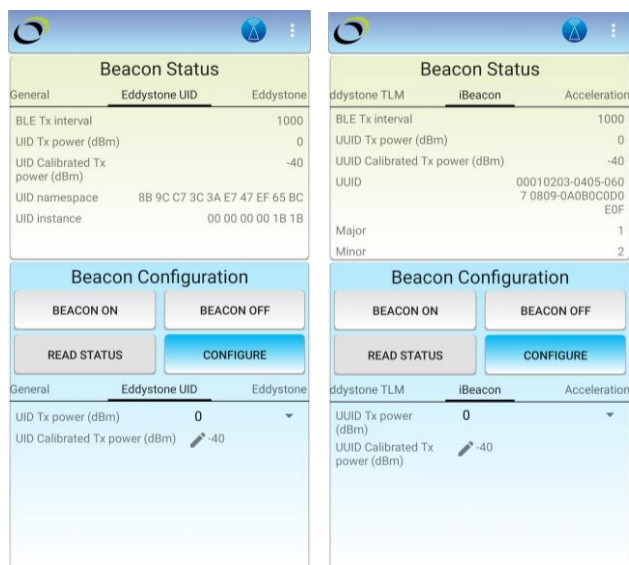 Beacon Status
General Eddystone UID Eddystone
BLE Tx interval 1000
UID Tx power (dBm) 0
UID Calibrated Tx
power (dBm) -40
UID namespace 8B 9C C7 3C 3A E7 47 EF 65 BC
UID instance 00 00 00 00 1B 1B
Beacon Configuration
BEACON ON BEACON OFF
READ STATUS CONFIGURE
General Eddystone UID Eddystone
UID Tx power (dBm) 0
UID Calibrated Tx power (dBm) -40
Beacon Status
ddystone TLM iBeacon Acceleration
BLE Tx interval 1000
UUID Tx power (dBm) 0
UUID Calibrated Tx power (dBm) -40
UUID 00010203-0405-060
7 0809-0A0B0C0D0
E0F
Major 1
Minor 2
Beacon Configuration
BEACON ON BEACON OFF
READ STATUS CONFIGURE
ddystone TLM iBeacon Acceleration
UUID Tx power
(dBm) 0
UUID Calibrated Tx
power (dBm) -40